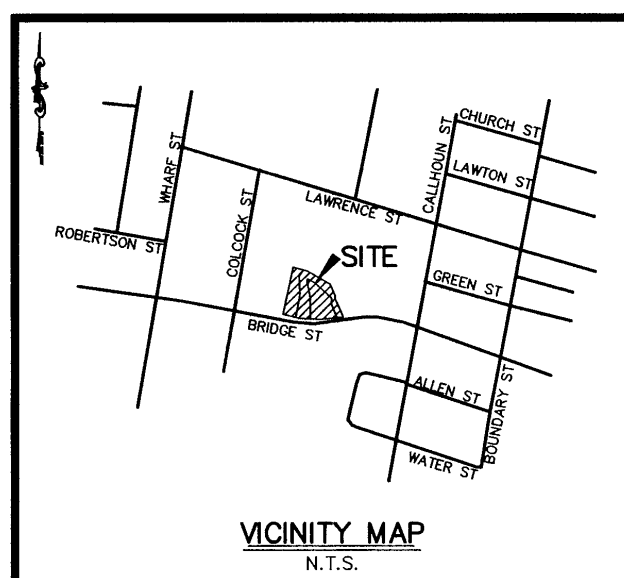 CHURCH ST
CALLHOUN ST
WHARF ST
LAWTON ST
COLCOCK ST
LAWRENCE ST
ROBERTSON ST
SITE
GREEN ST
BRIDGE ST
ALLEN ST
BOUNDARY ST
WATER ST
VICINITY MAP
N.T.S.